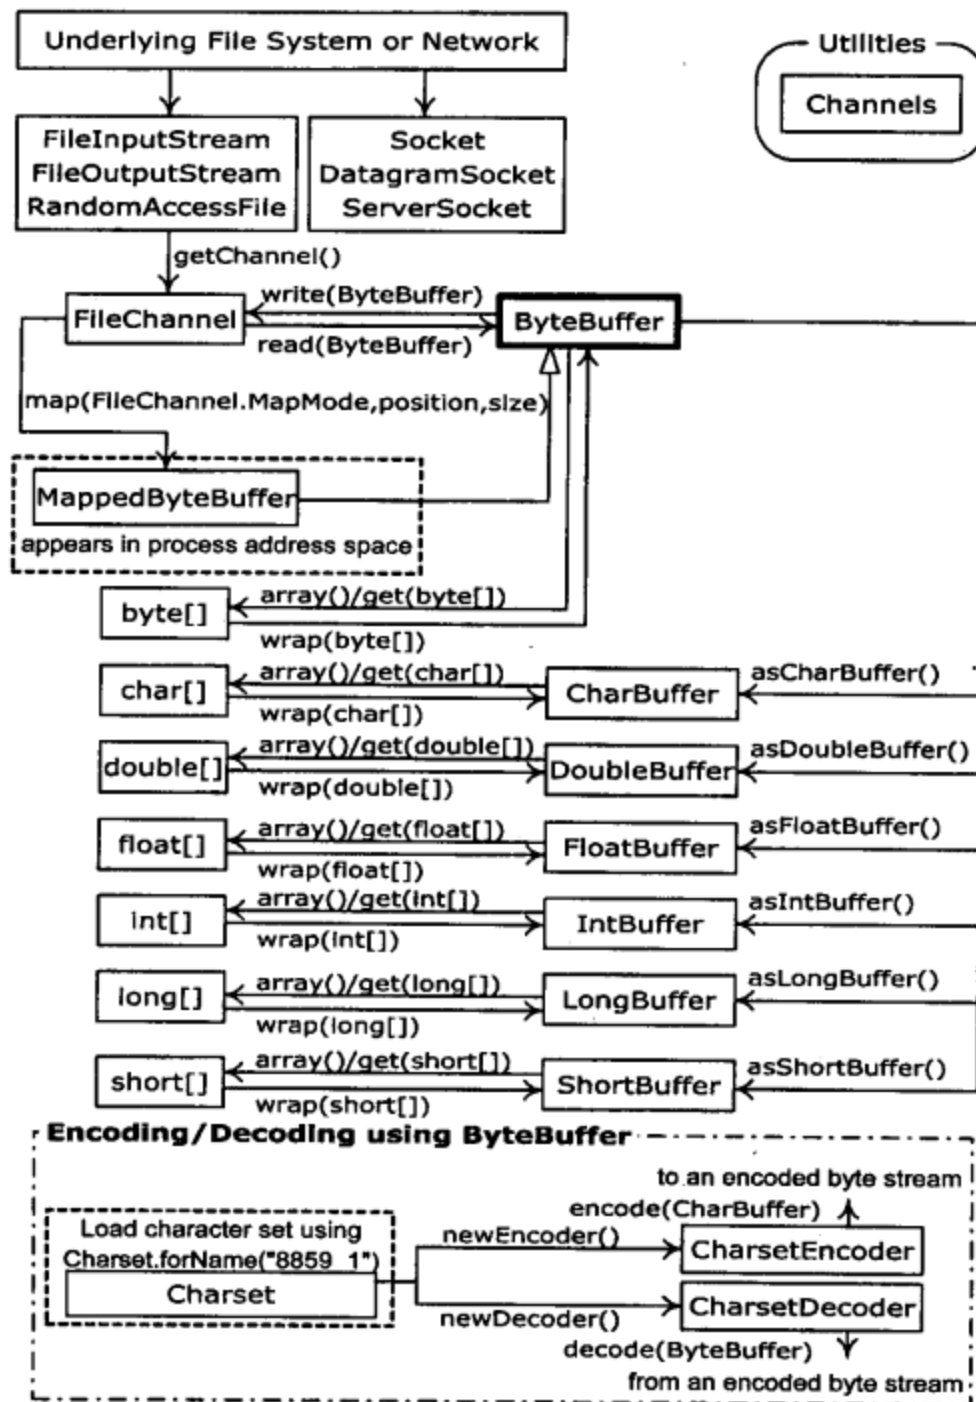 Underlying File System or Network
Utilities
Channels
FileInputStream
FileOutputStream
RandomAccessFile
Socket
DatagramSocket
ServerSocket
getChannel()
write(ByteBuffer)
FileChannel
ByteBuffer
read(ByteBuffer)
map(FileChannel.MapMode,position,size)
MappedByteBuffer
appears in process address space
array()/get(byte[])
byte[]
wrap(byte[])
array()/get(char[])
asCharBuffer()
char[]
CharBuffer
wrap(char[])
array()/get(double[])
asDoubleBuffer()
double[]
DoubleBuffer
wrap(double[])
array()/get(float[])
asFloatBuffer()
float[]
FloatBuffer
wrap(float[])
array()/get(int[])
asIntBuffer()
int[]
IntBuffer
wrap(int[])
array()/get(long[])
asLongBuffer()
long[]
LongBuffer
wrap(long[])
array()/get(short[])
asShortBuffer()
short[]
ShortBuffer
wrap(short[])
Encoding/Decoding using ByteBuffer
to an encoded byte stream
encode(CharBuffer)
Load character set using
Charset.forName("8859_1")
Charset
newEncoder()
CharsetEncoder
newDecoder()
CharsetDecoder
decode(ByteBuffer)
from an encoded byte stream